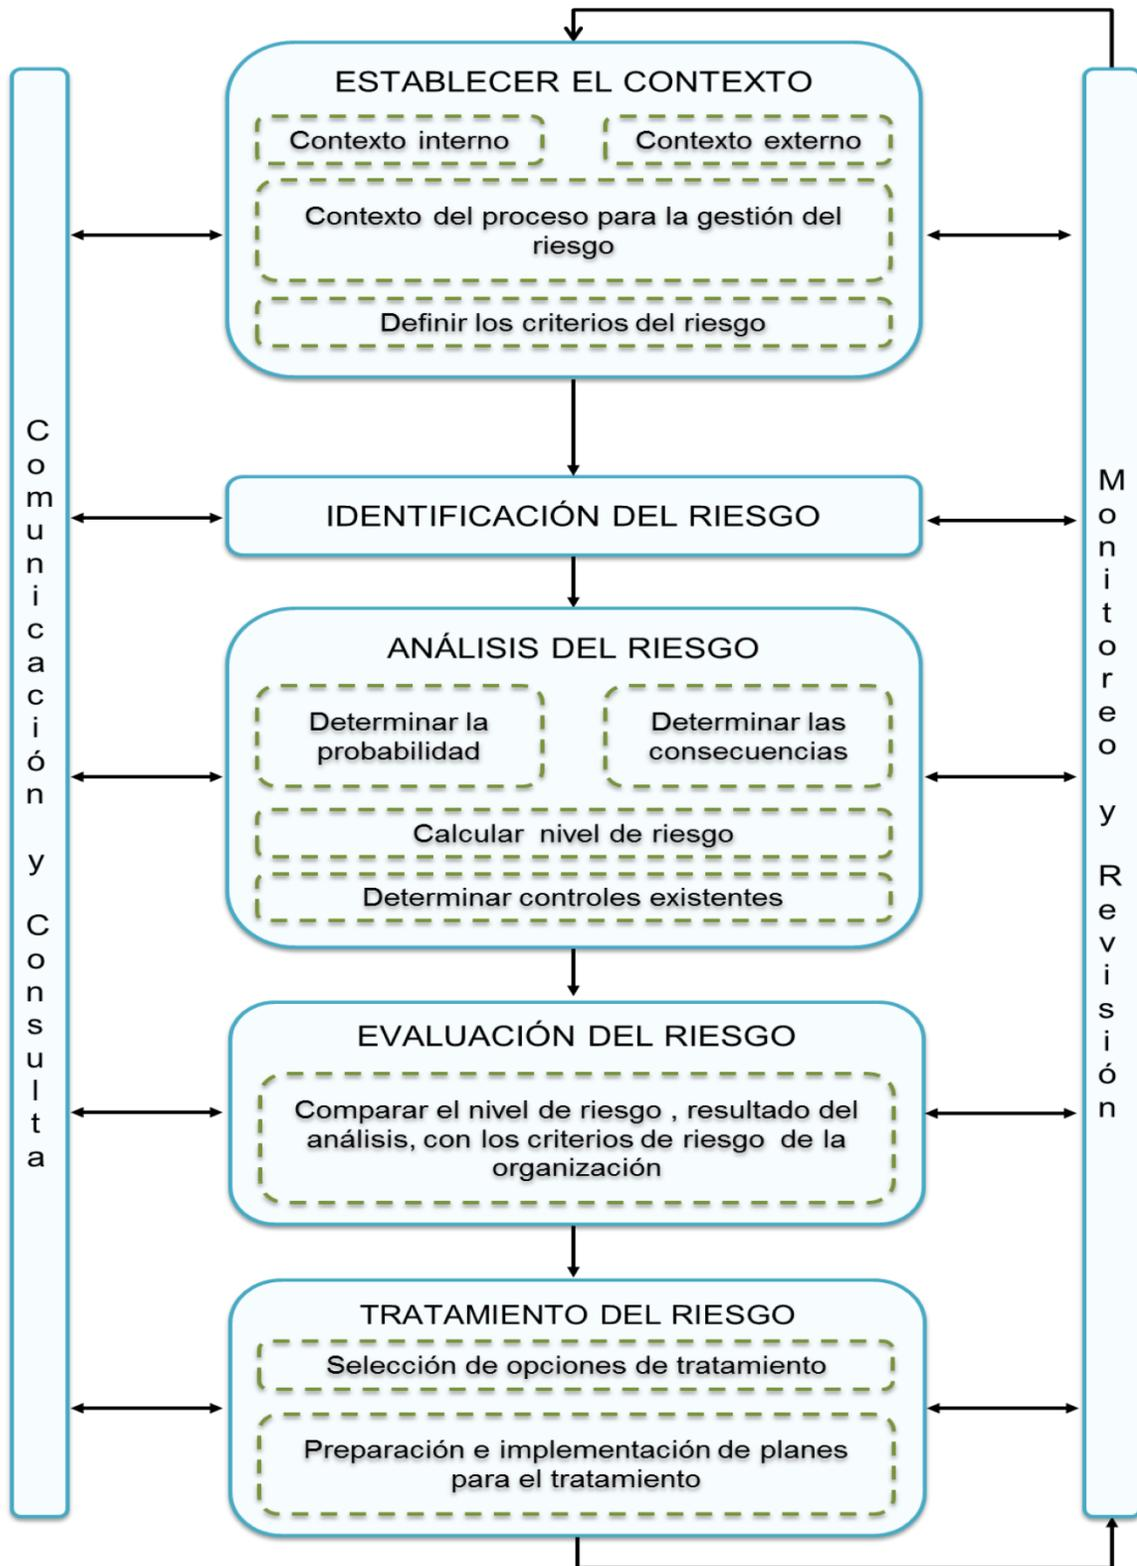 ESTABLECER EL CONTEXTO
Contexto interno
Contexto externo
Contexto del proceso para la gestión del
riesgo
Definir los criterios del riesgo
IDENTIFICACIÓN DEL RIESGO
ANÁLISIS DEL RIESGO
Determinar la
probabilidad
Determinar las
consecuencias
Calcular nivel de riesgo
Determinar controles existentes
EVALUACIÓN DEL RIESGO
Comparar el nivel de riesgo , resultado del
análisis, con los criterios de riesgo de la
organización
TRATAMIENTO DEL RIESGO
Selección de opciones de tratamiento
Preparación e implementación de planes
para el tratamiento
Comunicación y Consulta
Monitoreo y Revisión